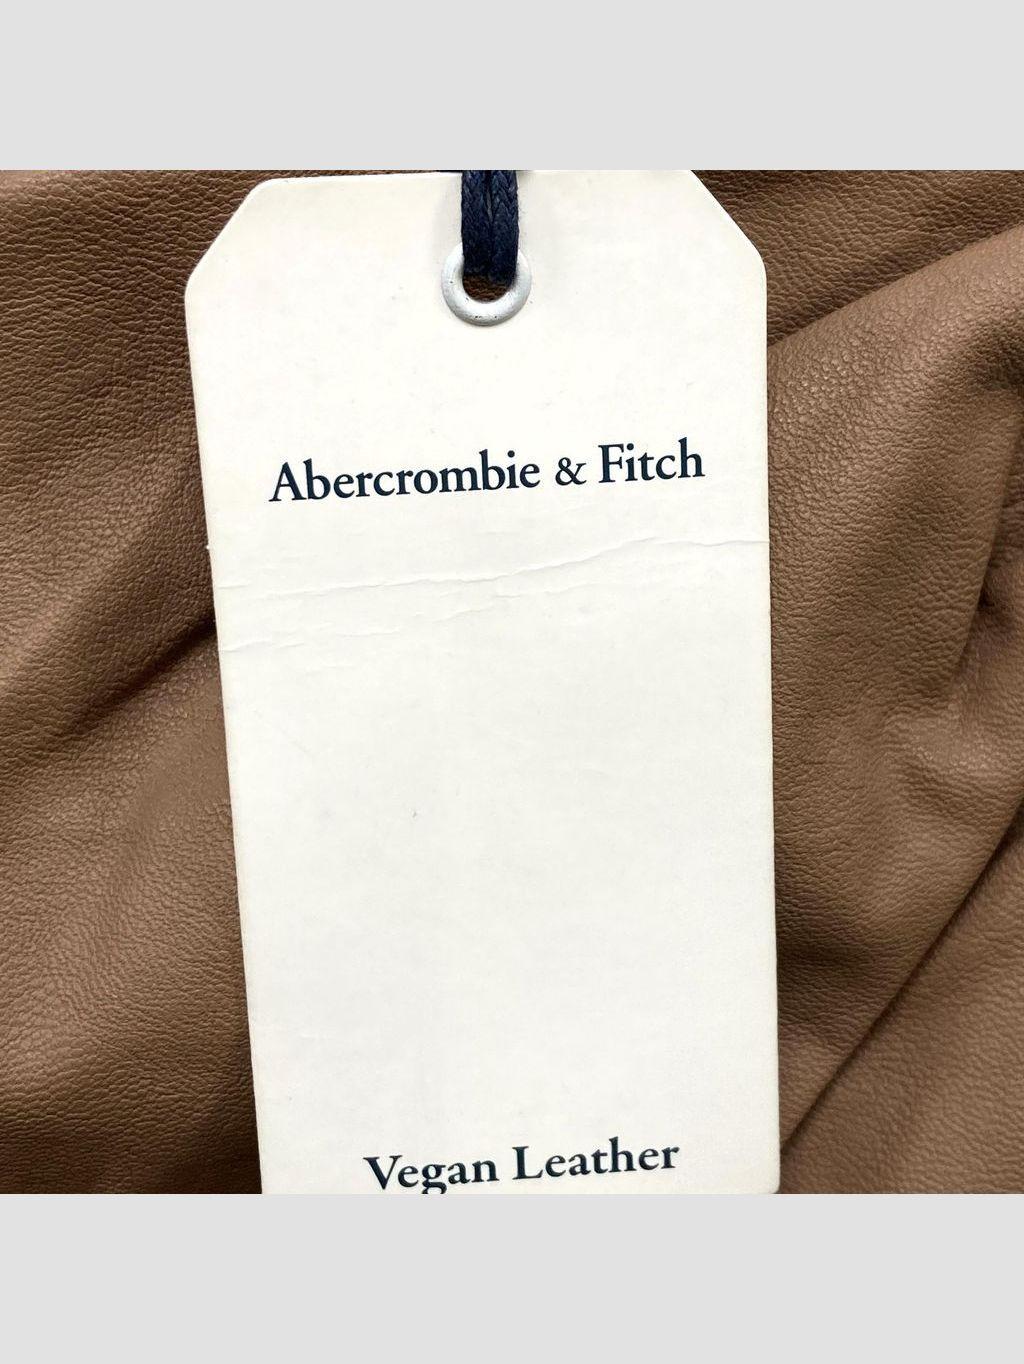 Abercrombie & Fitch
Vegan Leather